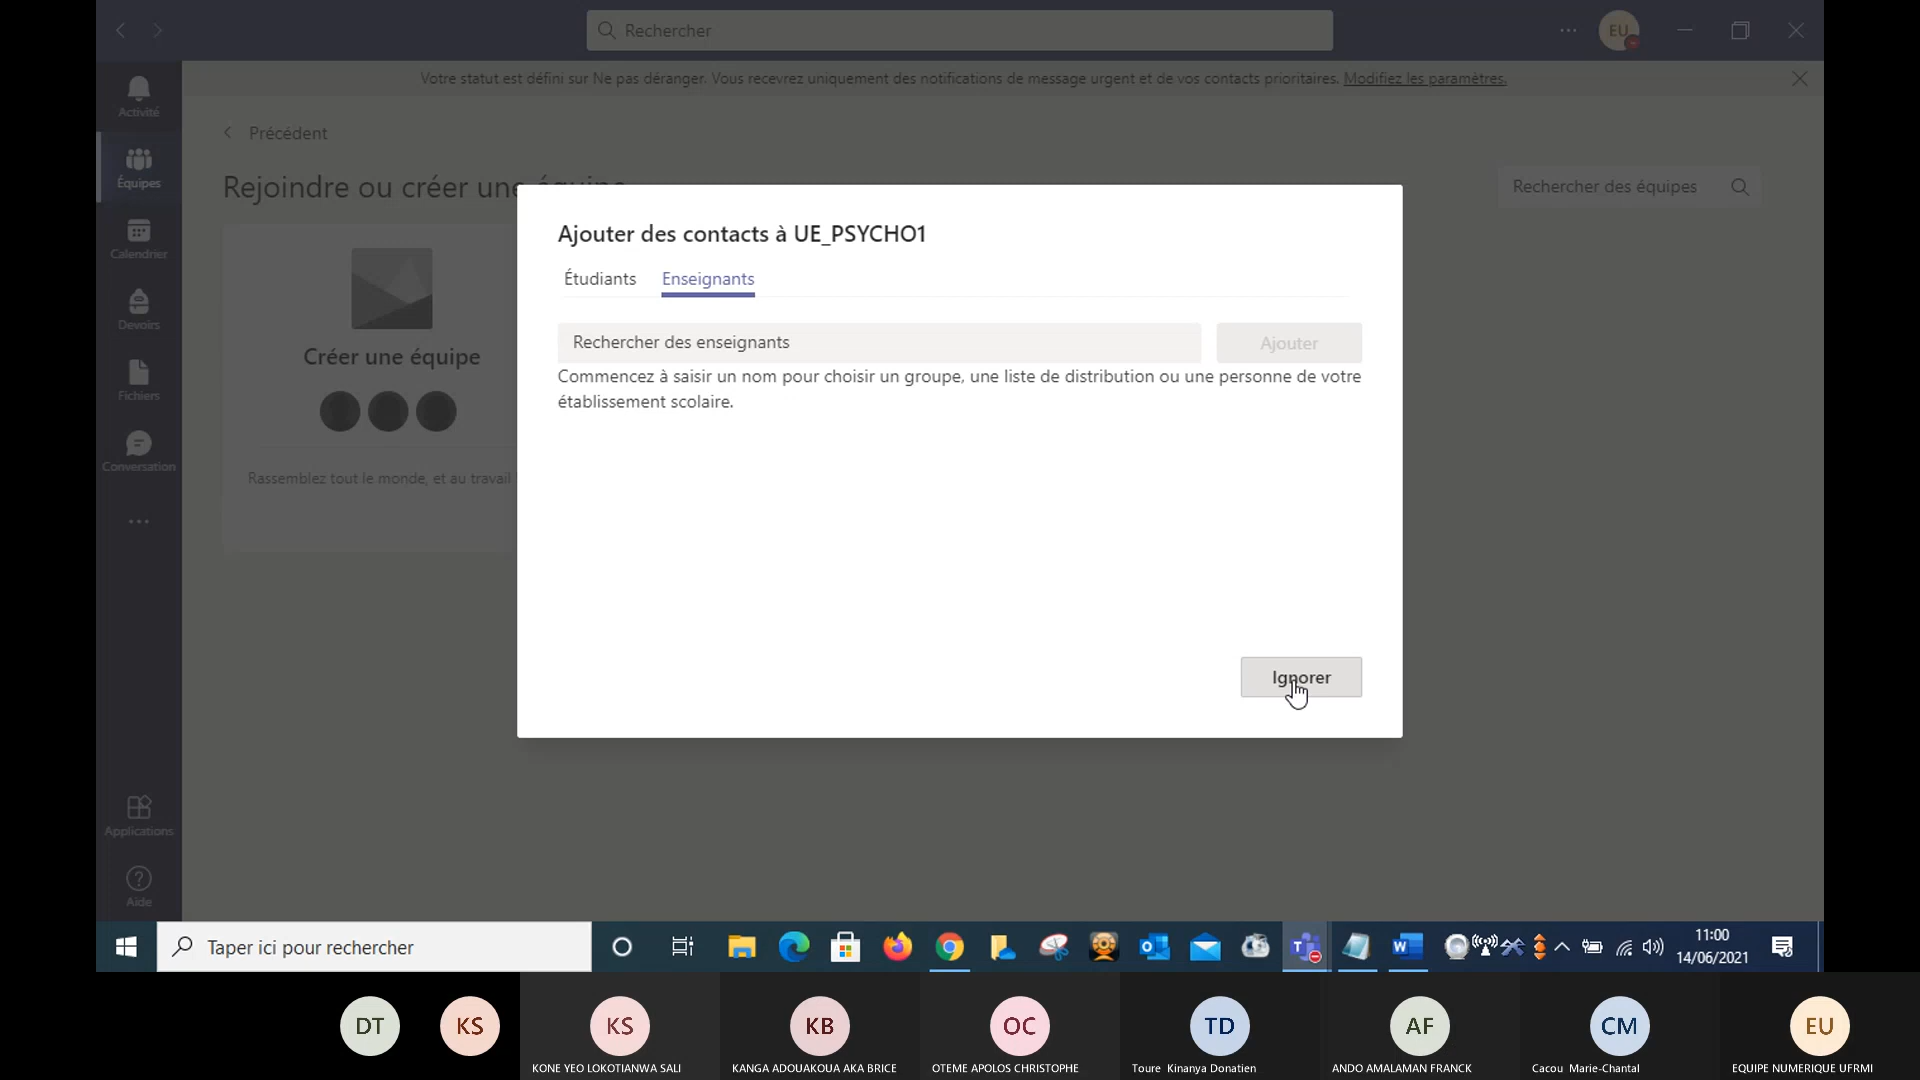 Rechercher
EU
Votre statut est défini sur Ne pas déranger. Vous recevrez uniquement des notifications de message urgent et de vos contacts prioritaires. Modifiez les paramètres.
Activité
Équipes
Calendrier
Devoirs
Fichiers
Conversation
Applications
Aide
Précédent
Rejoindre ou créer une équipe
Rechercher des équipes
Créer une équipe
Rassemblez tout le monde, et au travail !
Ajouter des contacts à UE_PSYCHO1
Étudiants Enseignants
Rechercher des enseignants Ajouter
Commencez à saisir un nom pour choisir un groupe, une liste de distribution ou une personne de votre
établissement scolaire.
Ignorer
Taper ici pour rechercher
11:00
14/06/2021
DT KS KS KB OC TD AF CM EU
KONE YEO LOKOTIANWA SALI KANGA ADOUAKOUA AKA BRICE OTEME APOLOS CHRISTOPHE Toure Kinanya Donatien ANDO AMALAMAN FRANCK Cacou Marie-Chantal EQUIPE NUMERIQUE UFRMI